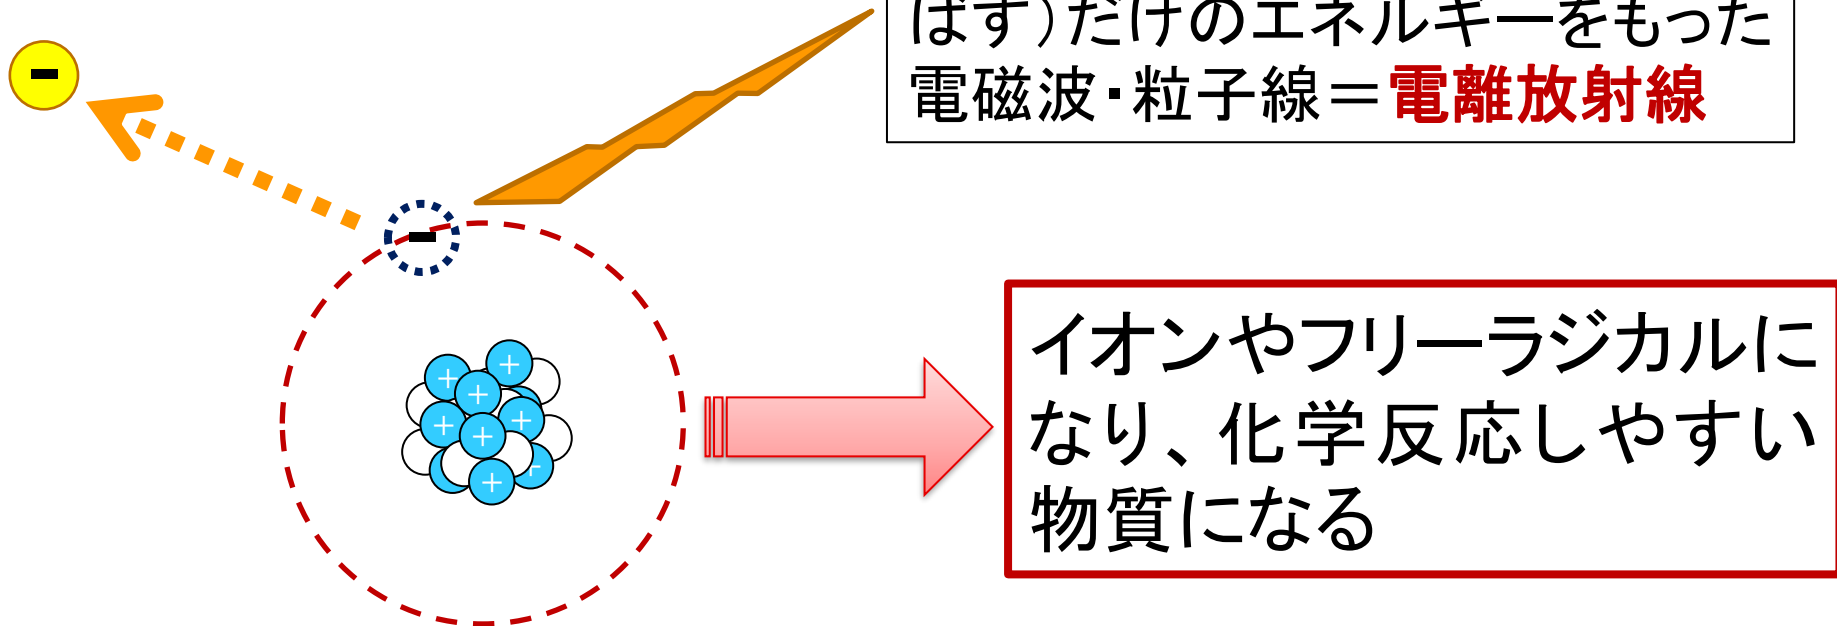 ばす）だけのエネルギーをもった
電磁波・粒子線＝電離放射線
-
-
+
+
+
+
+
+
+
+
イオンやフリーラジカルに
なり、化学反応しやすい
物質になる